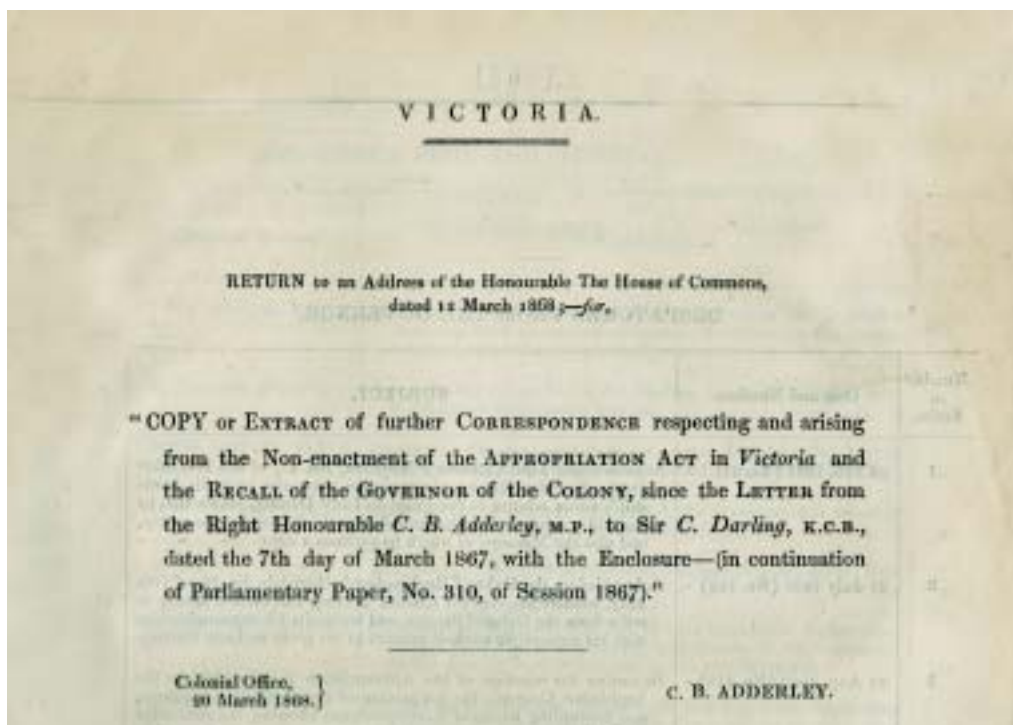 VICTORIA.
RETURN to an Address of the Honourable The House of Commons,
dated 12 March 1868;—for,
"COPY or EXTRACT of further CORRESPONDENCE respecting and arising
from the Non-enactment of the APPROPRIATION ACT in Victoria and
the RECALL of the GOVERNOR of the COLONY, since the LETTER from
the Right Honourable C. B. Adderley, M.P., to Sir C. Darling, K.C.B.,
dated the 7th day of March 1867, with the Enclosure—(in continuation
of Parliamentary Paper, No. 310, of Session 1867)."
Colonial Office,
20 March 1868.}
C. B. ADDERLEY.